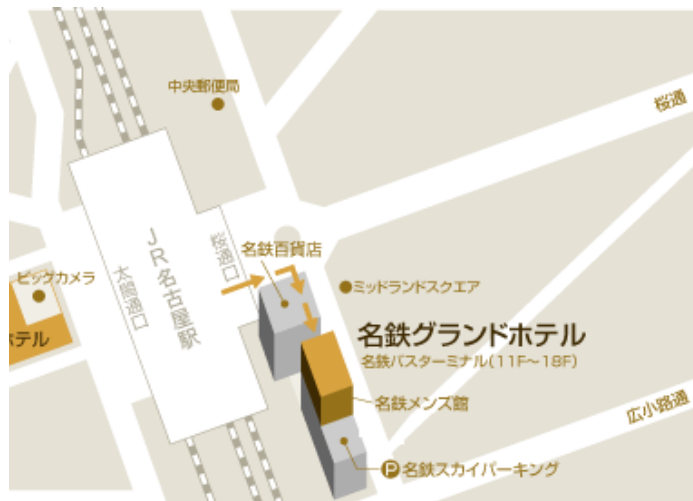 中央郵便局
桜通
JR名古屋駅
桜通口
太閤通口
名鉄百貨店
ビックカメラ
ホテル
ミッドランドスクエア
名鉄グランドホテル
名鉄バスターミナル(11F〜18F)
名鉄メンズ館
広小路通
P名鉄スカイパーキング